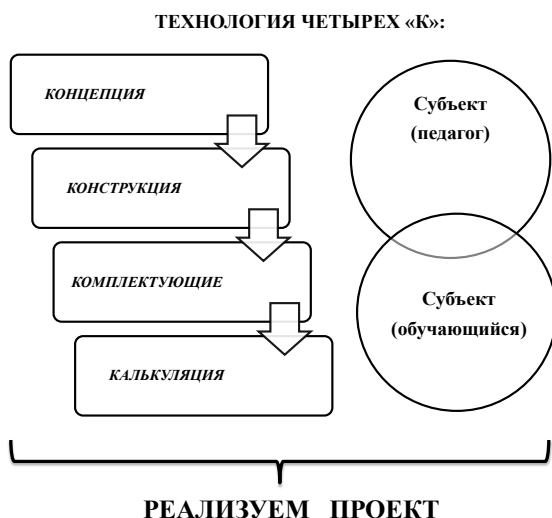 ТЕХНОЛОГИЯ ЧЕТЫРЕХ «К»:
КОНЦЕПЦИЯ
КОНСТРУКЦИЯ
КОМПЛЕКТУЮЩИЕ
КАЛЬКУЛЯЦИЯ
Субъект
(педагог)
Субъект
(обучающийся)
РЕАЛИЗУЕМ ПРОЕКТ